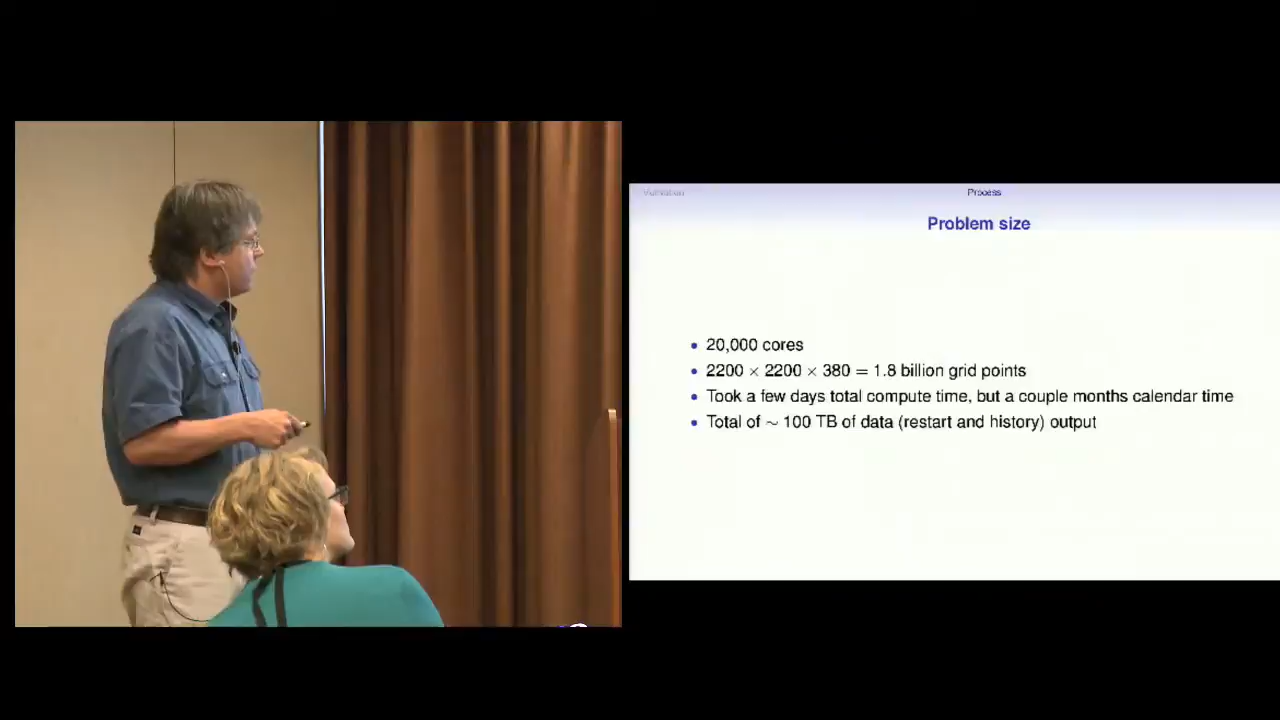 Motivation
Process
Problem size
• 20,000 cores
• 2200 × 2200 × 380 = 1.8 billion grid points
• Took a few days total compute time, but a couple months calendar time
• Total of ∼ 100 TB of data (restart and history) output